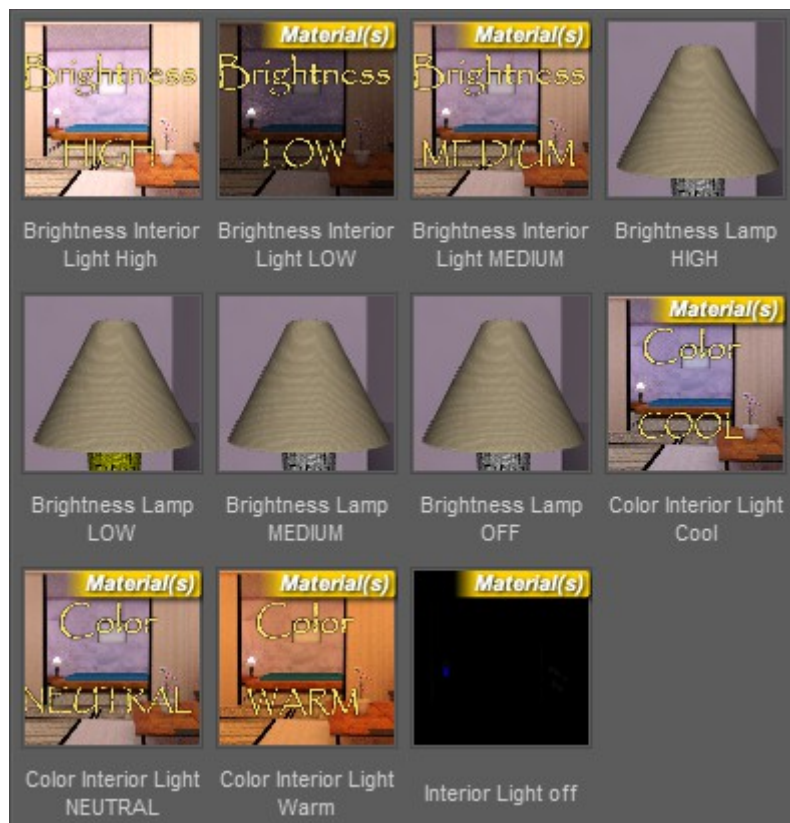 Brightness
HIGH
Material(s)
Brightness
LOW
Material(s)
Brightness
MEDIUM
Brightness Interior
Light High
Brightness Interior
Light LOW
Brightness Interior
Light MEDIUM
Brightness Lamp
HIGH
Material(s)
Color
COOL
Brightness Lamp
LOW
Brightness Lamp
MEDIUM
Brightness Lamp
OFF
Color Interior Light
Cool
Material(s)
Color
NEUTRAL
Material(s)
Color
WARM
Material(s)
Color Interior Light
NEUTRAL
Color Interior Light
Warm
Interior Light off